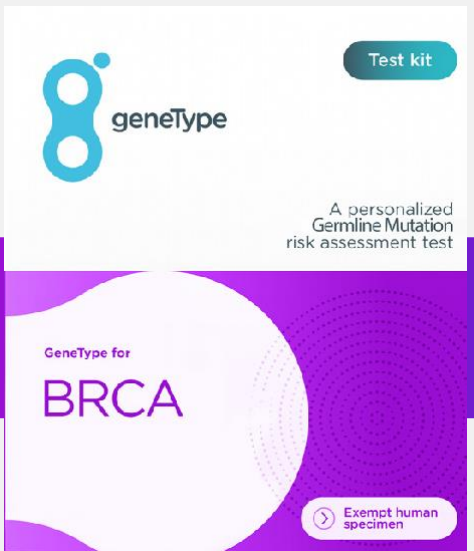 Test kit
geneType
A personalized
Germline Mutation
risk assessment test
GeneType for
BRCA
Exempt human
specimen